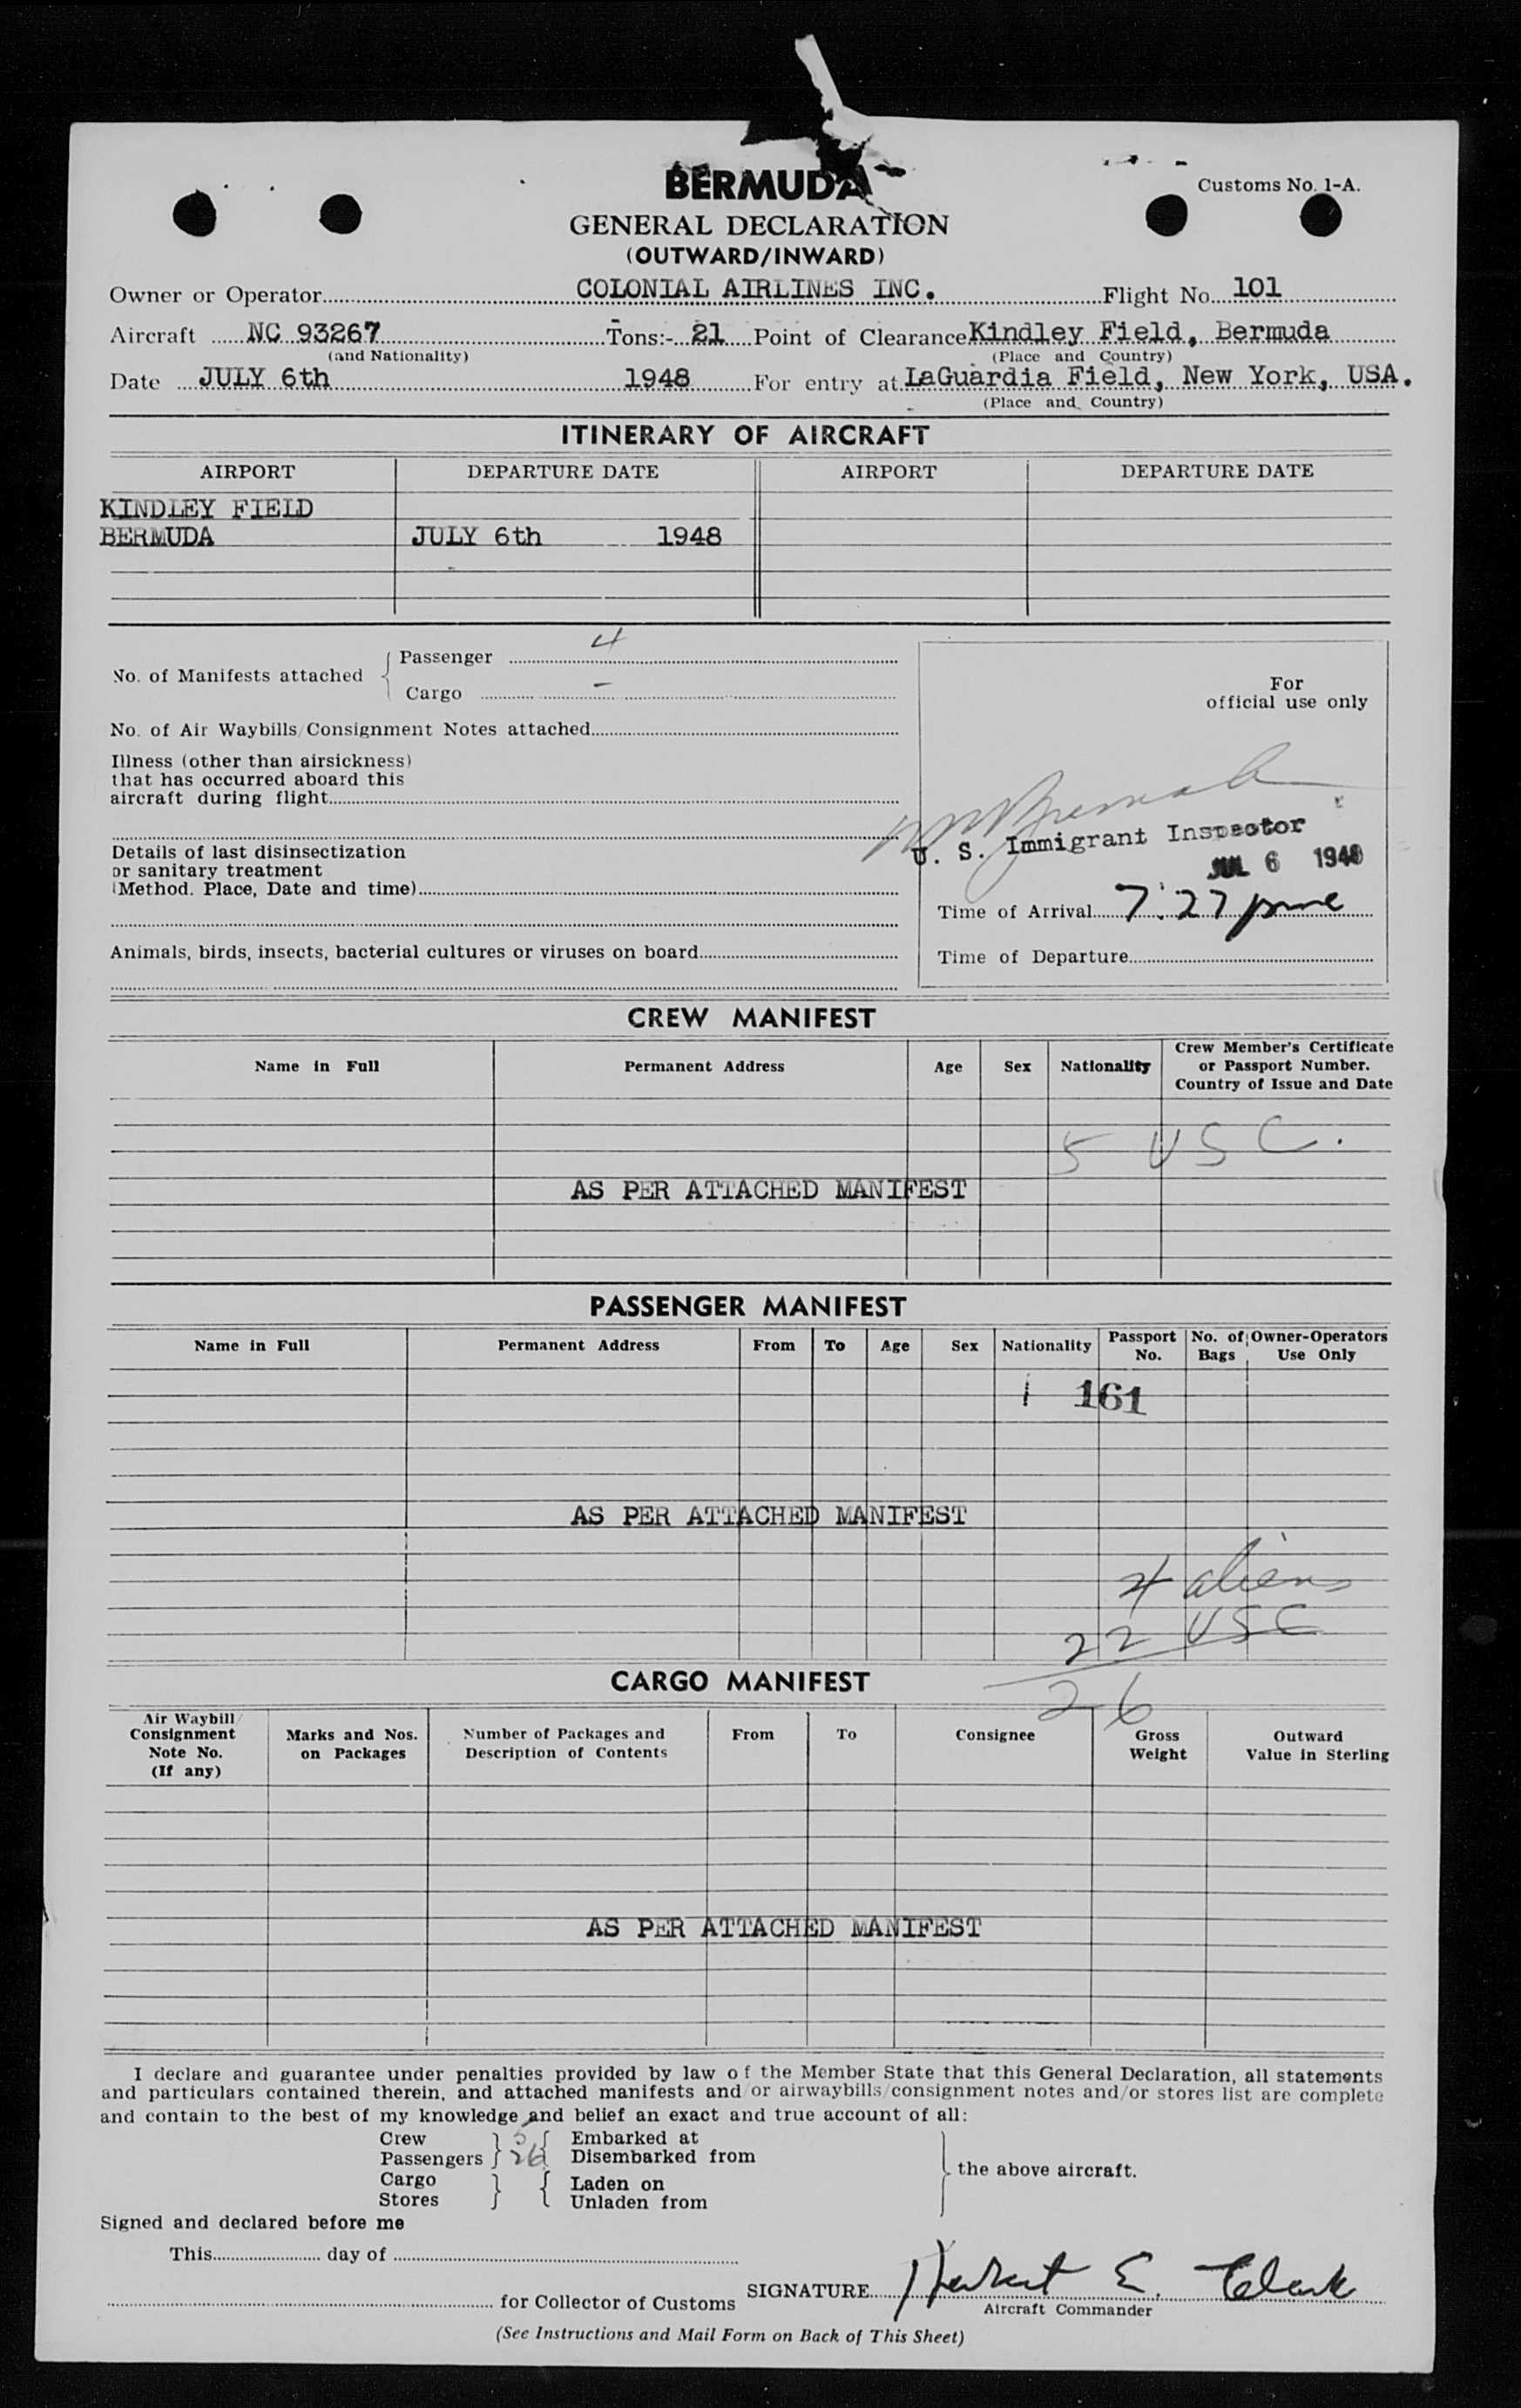 BERMUDA
Customs No. 1-A.
GENERAL DECLARATION
(OUTWARD/INWARD)
Owner or Operator COLONIAL AIRLINES INC. Flight No. 101
Aircraft NC 93267 Tons:- 21 Point of Clearance Kindley Field, Bermuda
(and Nationality) (Place and Country)
Date JULY 6th 1948 For entry at LaGuardia Field, New York, USA.
(Place and Country)
ITINERARY OF AIRCRAFT
AIRPORT DEPARTURE DATE AIRPORT DEPARTURE DATE
KINDLEY FIELD
BERMUDA JULY 6th 1948
No. of Manifests attached { Passenger 4
Cargo -
For
official use only
No. of Air Waybills/Consignment Notes attached
Illness (other than airsickness)
that has occurred aboard this
aircraft during flight
U. S. Immigrant Inspector
JUL 6 1948
Details of last disinsectization
or sanitary treatment
(Method. Place, Date and time)
Time of Arrival 7:27 pm
Animals, birds, insects, bacterial cultures or viruses on board
Time of Departure
CREW MANIFEST
Name in Full Permanent Address Age Sex Nationality Crew Member's Certificate
or Passport Number.
Country of Issue and Date
5 USC.
AS PER ATTACHED MANIFEST
PASSENGER MANIFEST
Name in Full Permanent Address From To Age Sex Nationality Passport No. No. of Bags Owner-Operators Use Only
161
AS PER ATTACHED MANIFEST
4 aliens
22 USC
26
CARGO MANIFEST
Air Waybill/
Consignment
Note No.
(If any)
Marks and Nos.
on Packages
Number of Packages and
Description of Contents
From To Consignee
Gross
Weight
Outward
Value in Sterling
AS PER ATTACHED MANIFEST
I declare and guarantee under penalties provided by law of the Member State that this General Declaration, all statements
and particulars contained therein, and attached manifests and/or airwaybills/consignment notes and/or stores list are complete
and contain to the best of my knowledge and belief an exact and true account of all:
Crew 5 Embarked at
Passengers 26 Disembarked from
the above aircraft.
Cargo Laden on
Stores Unladen from
Signed and declared before me
This day of
for Collector of Customs
SIGNATURE Herbert E. Clark
Aircraft Commander
(See Instructions and Mail Form on Back of This Sheet)